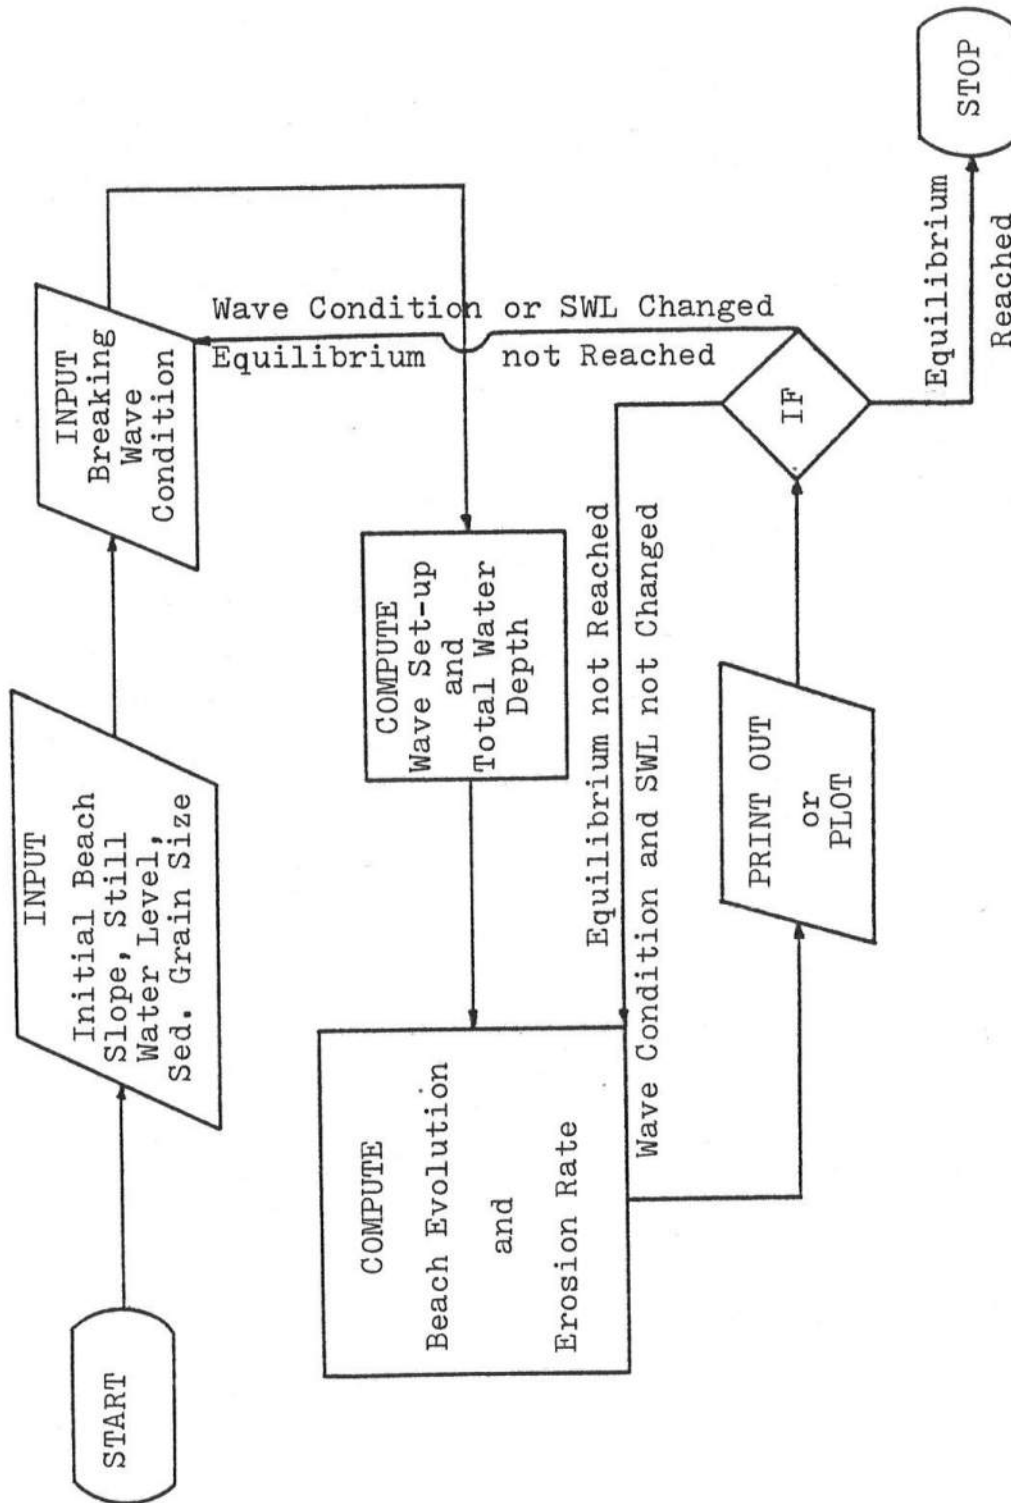 START
INPUT
Initial Beach
Slope, Still
Water Level,
Sed. Grain Size
INPUT
Breaking
Wave
Condition
COMPUTE
Wave Set-up
and
Total Water
Depth
COMPUTE
Beach Evolution
and
Erosion Rate
PRINT OUT
or
PLOT
IF
Wave Condition or SWL Changed
Equilibrium not Reached
Equilibrium not Reached
Wave Condition and SWL not Changed
Equilibrium
Reached
STOP